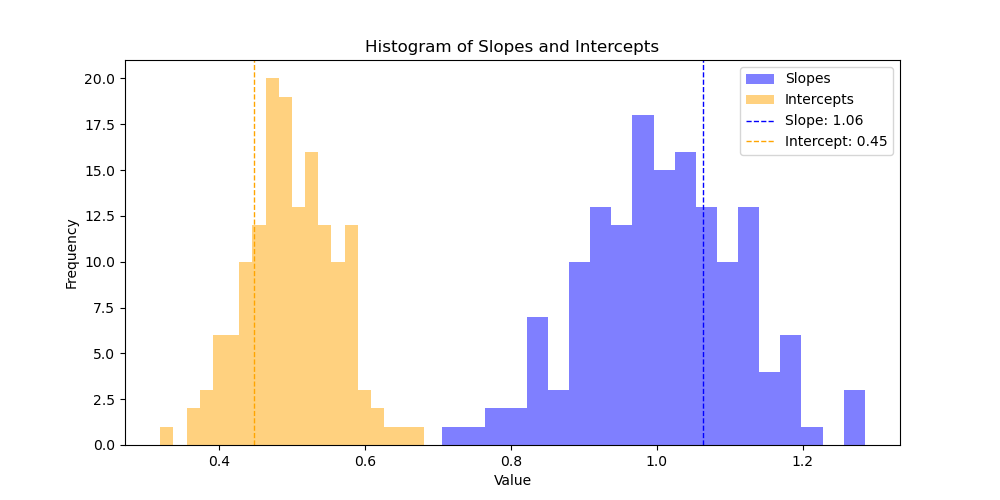 Histogram of Slopes and Intercepts
Slopes
Intercepts
Slope: 1.06
Intercept: 0.45
Frequency
20.0
17.5
15.0
12.5
10.0
7.5
5.0
2.5
0.0
0.4 0.6 0.8 1.0 1.2
Value